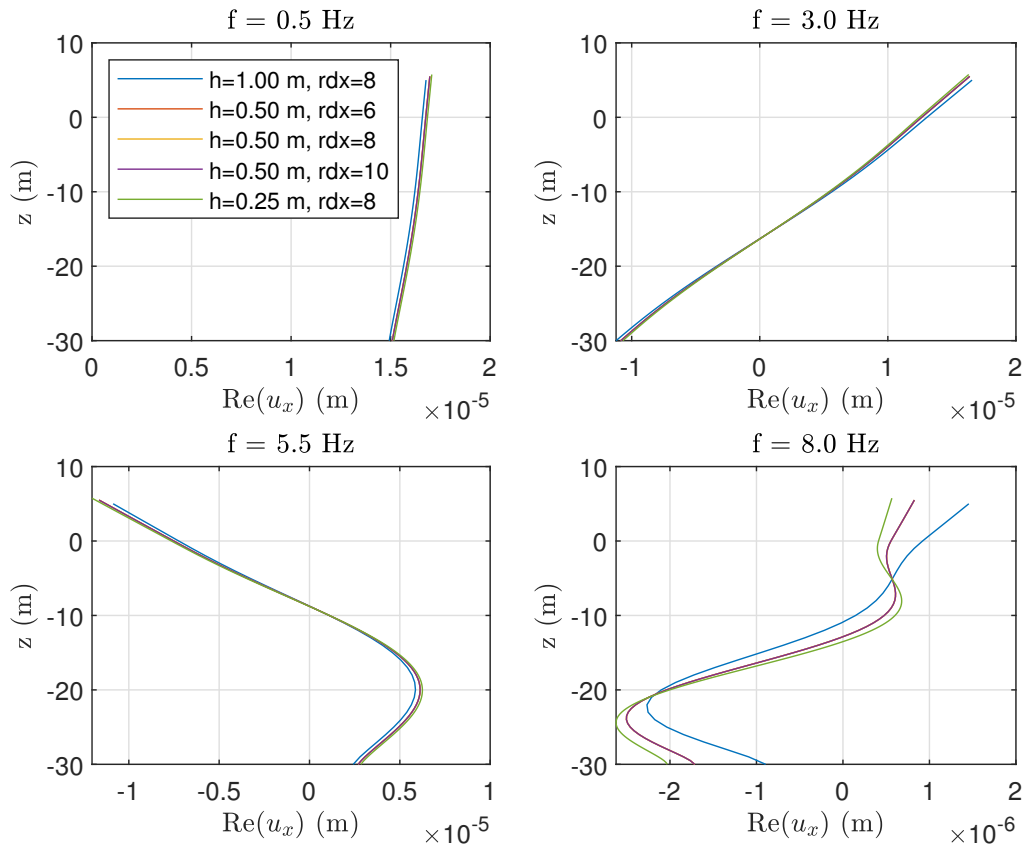 f = 0.5 Hz
10
0
-10
-20
-30
z (m)
h=1.00 m, rdx=8
h=0.50 m, rdx=6
h=0.50 m, rdx=8
h=0.50 m, rdx=10
h=0.25 m, rdx=8
0 0.5 1 1.5 2
Re(u_x) (m)
×10⁻⁵
f = 3.0 Hz
10
0
-10
-20
-30
z (m)
-1 0 1 2
Re(u_x) (m)
×10⁻⁵
f = 5.5 Hz
10
0
-10
-20
-30
z (m)
-1 -0.5 0 0.5 1
Re(u_x) (m)
×10⁻⁵
f = 8.0 Hz
10
0
-10
-20
-30
z (m)
-2 -1 0 1 2
Re(u_x) (m)
×10⁻⁶